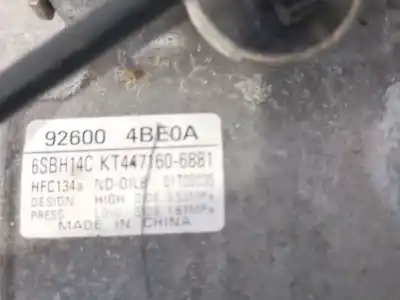 92600 4BE0A
6SBH14C KT447160-6881
HFC134a ND-OIL8
DESIGN HIGH
PRESS
MADE IN CHINA